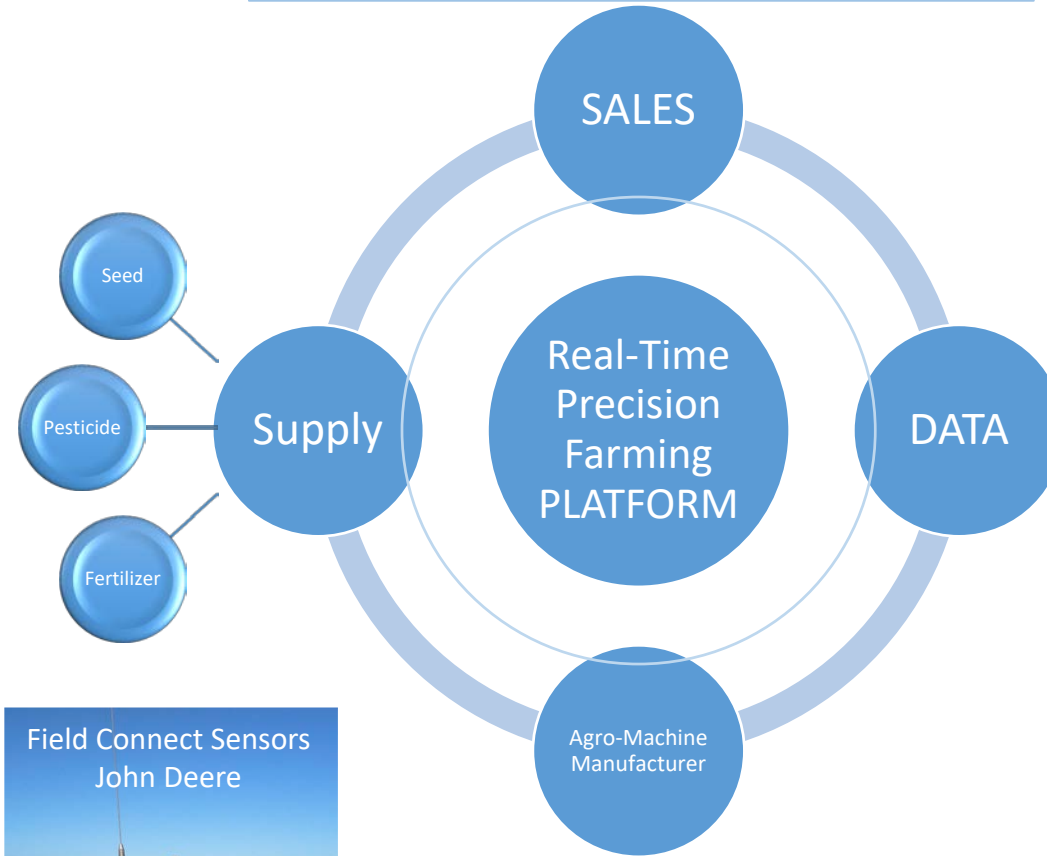 SALES
Seed
Real-Time
Precision
Farming
PLATFORM
Pesticide
Supply
DATA
Fertilizer
Agro-Machine
Manufacturer
Field Connect Sensors
John Deere